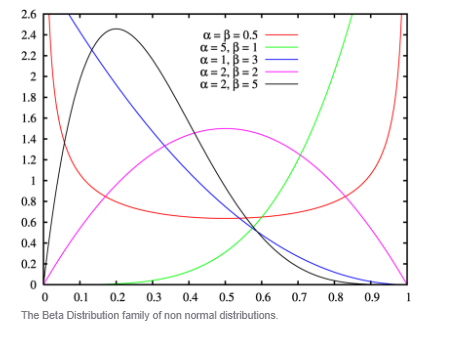 2.6
2.4
2.2
2
1.8
1.6
1.4
1.2
1
0.8
0.6
0.4
0.2
0
α = β = 0.5
α = 5, β = 1
α = 1, β = 3
α = 2, β = 2
α = 2, β = 5
0 0.1 0.2 0.3 0.4 0.5 0.6 0.7 0.8 0.9 1
The Beta Distribution family of non normal distributions.